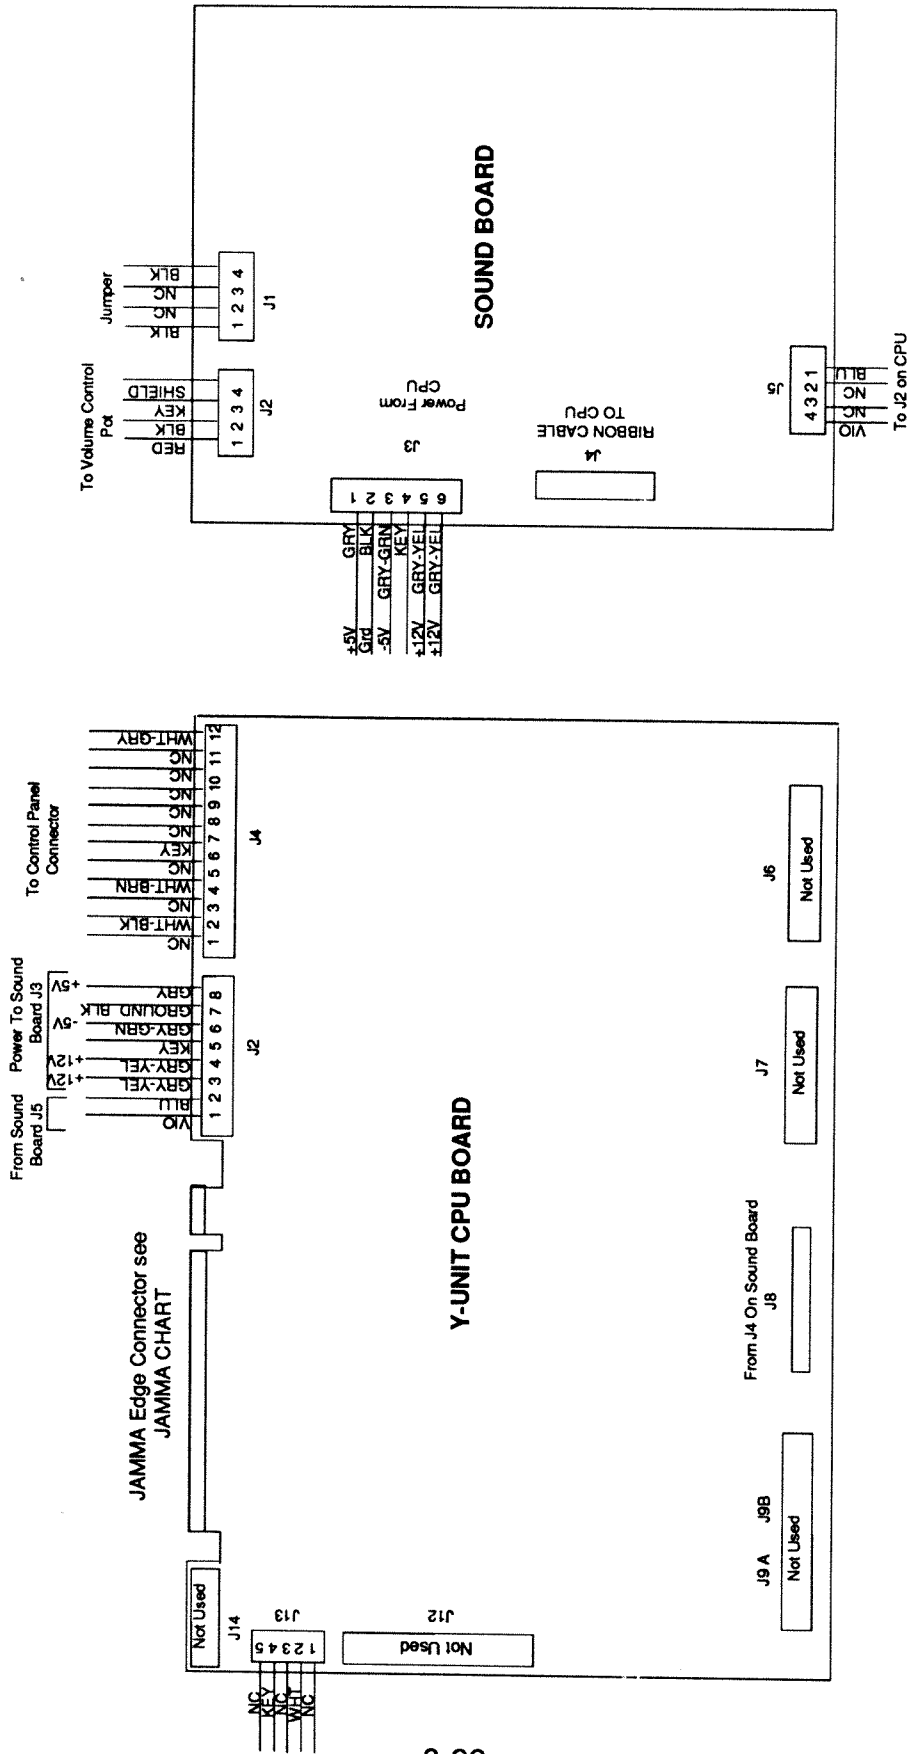 To Volume Control
Pot
RED
BLK
KEY
SHIELD
1 2 3 4
J2
Jumper
BLK
NC
NC
BLK
1 2 3 4
J1
SOUND BOARD
J3
Power From
CPU
1 2 3 4 5 6
+5V GRY
Grd BLK
-5V GRY-GRN
KEY
+12V GRY-YEL
+12V GRY-YEL
J4
RIBBON CABLE
TO CPU
J5
4 3 2 1
VIO
NC
NC
BLU
To J2 on CPU
JAMMA Edge Connector see
JAMMA CHART
From Sound
Board J5
Power To Sound
Board J3
+12V
+12V
-5V
+5V
VIO
BLU
GRY-YEL
GRY-YEL
KEY
GRY-GRN
GROUND BLK
GRY
1 2 3 4 5 6 7 8
J2
To Control Panel
Connector
NC
WHT-BLK
NC
WHT-BRN
NC
KEY
NC
NC
NC
NC
NC
WHT-GRY
1 2 3 4 5 6 7 8 9 10 11 12
J4
Y-UNIT CPU BOARD
Not Used
J14
J13
5 4 3 2 1
NC
KEY
NC
WHT
NC
J12
Not Used
J9 A J9B
Not Used
From J4 On Sound Board
J8
J7
Not Used
J6
Not Used